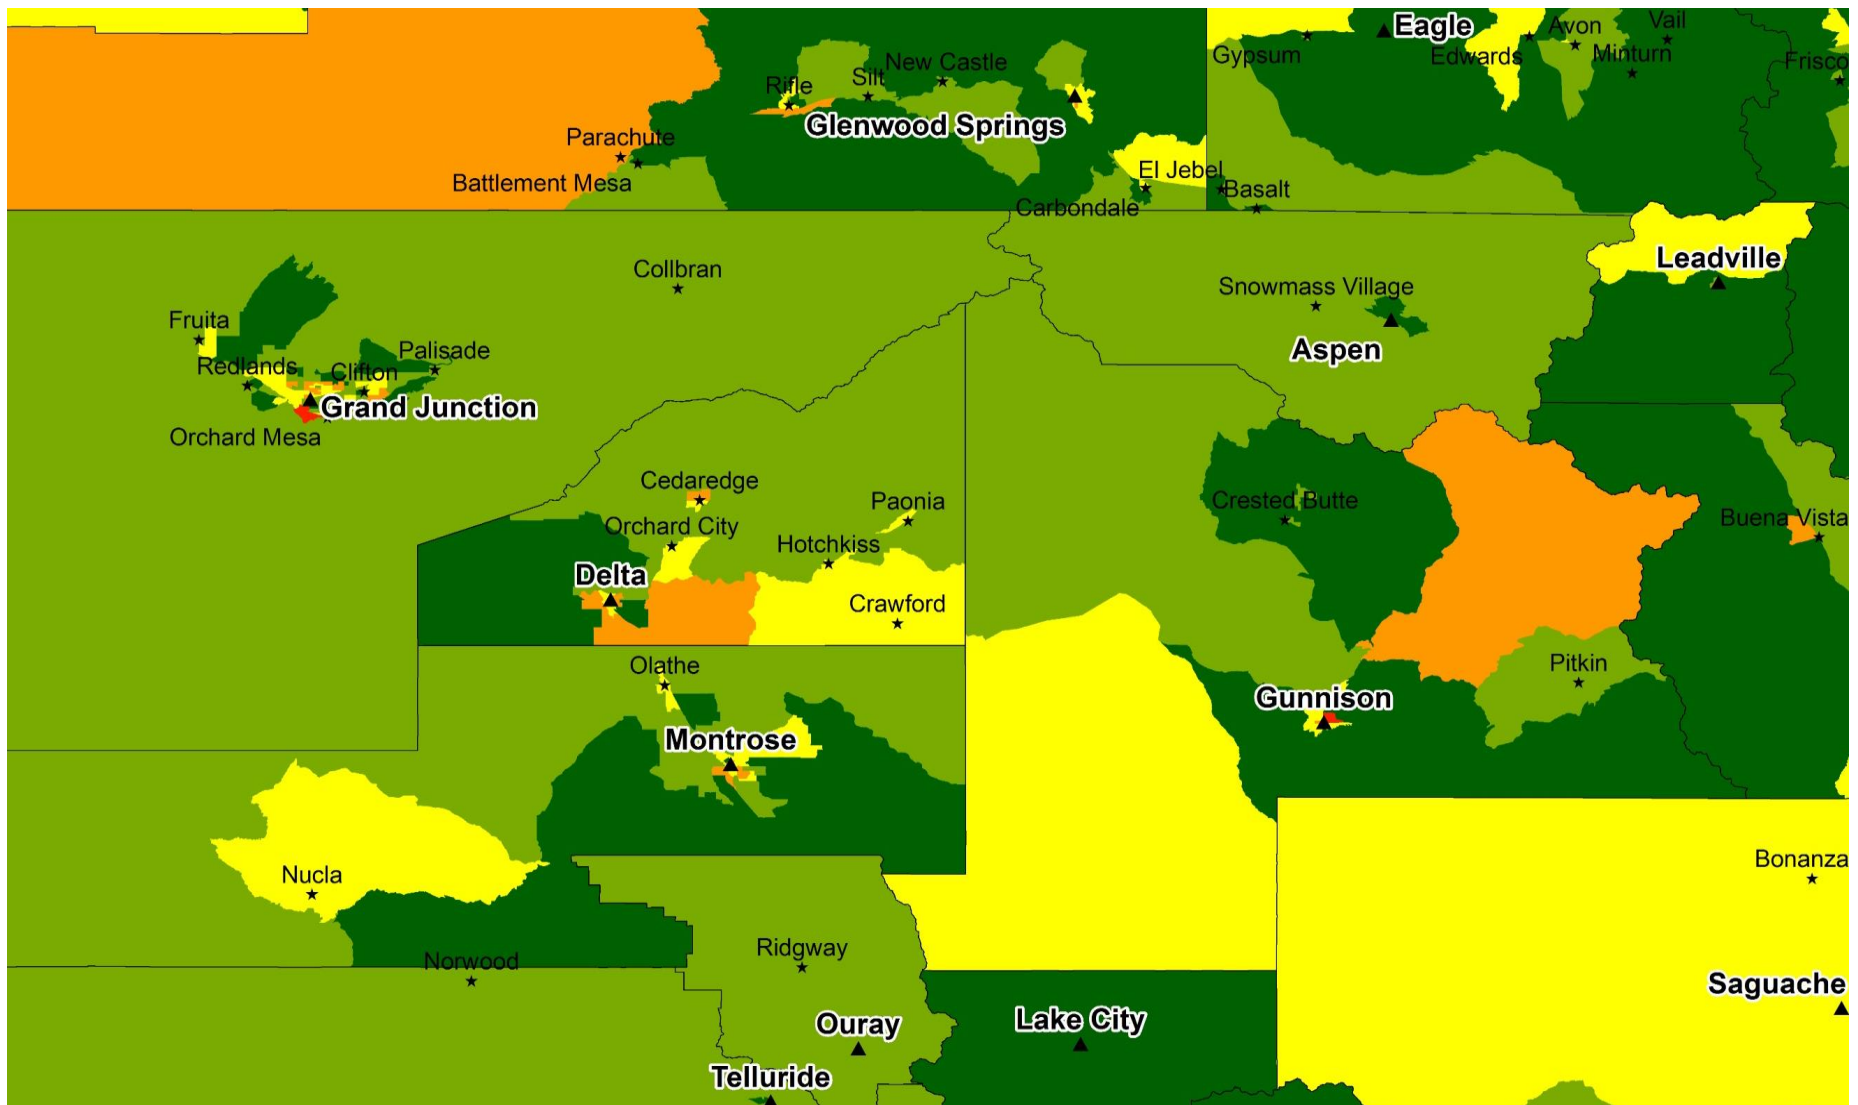 Eagle
Avon
Vail
Gypsum
Edwards
Minturn
Frisco
New Castle
Silt
Rifle
Glenwood Springs
Parachute
Battlement Mesa
El Jebel
Basalt
Carbondale
Leadville
Collbran
Snowmass Village
Aspen
Fruita
Palisade
Redlands
Clifton
Grand Junction
Orchard Mesa
Cedaredge
Paonia
Crested Butte
Orchard City
Buena Vista
Hotchkiss
Delta
Crawford
Olathe
Pitkin
Gunnison
Montrose
Nucla
Bonanza
Norwood
Ridgway
Saguache
Ouray
Lake City
Telluride